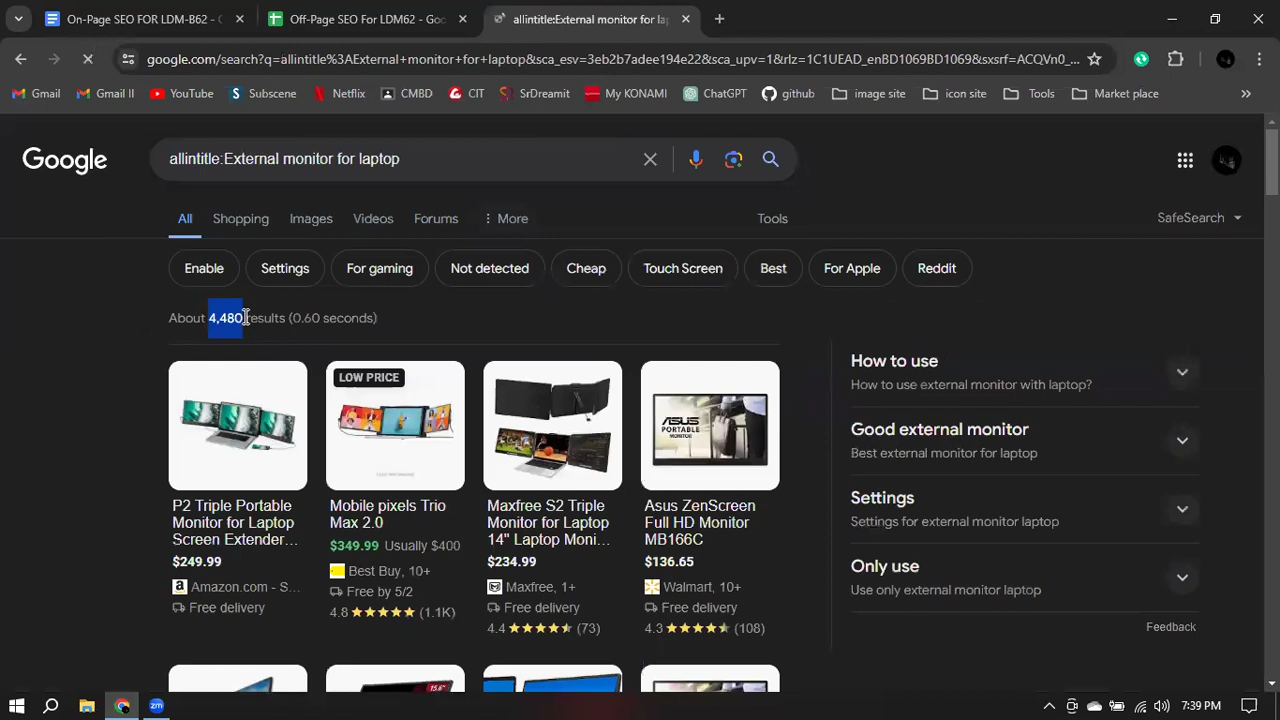 On-Page SEO FOR LDM-B62 - G
Off-Page SEO For LDM62 - Goo
allintitle:External monitor for la
google.com/search?q=allintitle%3AExternal+monitor+for+laptop&sca_esv=3eb2b7adee194e22&sca_upv=1&rlz=1C1UEAD_enBD1069BD1069&sxsrf=ACQVn0_...
Gmail
Gmail II
YouTube
Subscene
Netflix
CMBD
CIT
SrDreamit
My KONAMI
ChatGPT
github
image site
icon site
Tools
Market place
Google
allintitle:External monitor for laptop
All
Shopping
Images
Videos
Forums
More
Tools
SafeSearch
Enable
Settings
For gaming
Not detected
Cheap
Touch Screen
Best
For Apple
Reddit
About 4,480 results (0.60 seconds)
LOW PRICE
ASUS
PORTABLE
MONITOR
P2 Triple Portable
Monitor for Laptop
Screen Extender...
$249.99
Amazon.com - S...
Free delivery
Mobile pixels Trio
Max 2.0
$349.99 Usually $400
Best Buy, 10+
Free by 5/2
4.8 (1.1K)
Maxfree S2 Triple
Monitor for Laptop
14" Laptop Moni...
$234.99
Maxfree, 1+
Free delivery
4.4 (73)
Asus ZenScreen
Full HD Monitor
MB166C
$136.65
Walmart, 10+
Free delivery
4.3 (108)
How to use
How to use external monitor with laptop?
Good external monitor
Best external monitor for laptop
Settings
Settings for external monitor laptop
Only use
Use only external monitor laptop
Feedback
15.6"
zm
7:39 PM